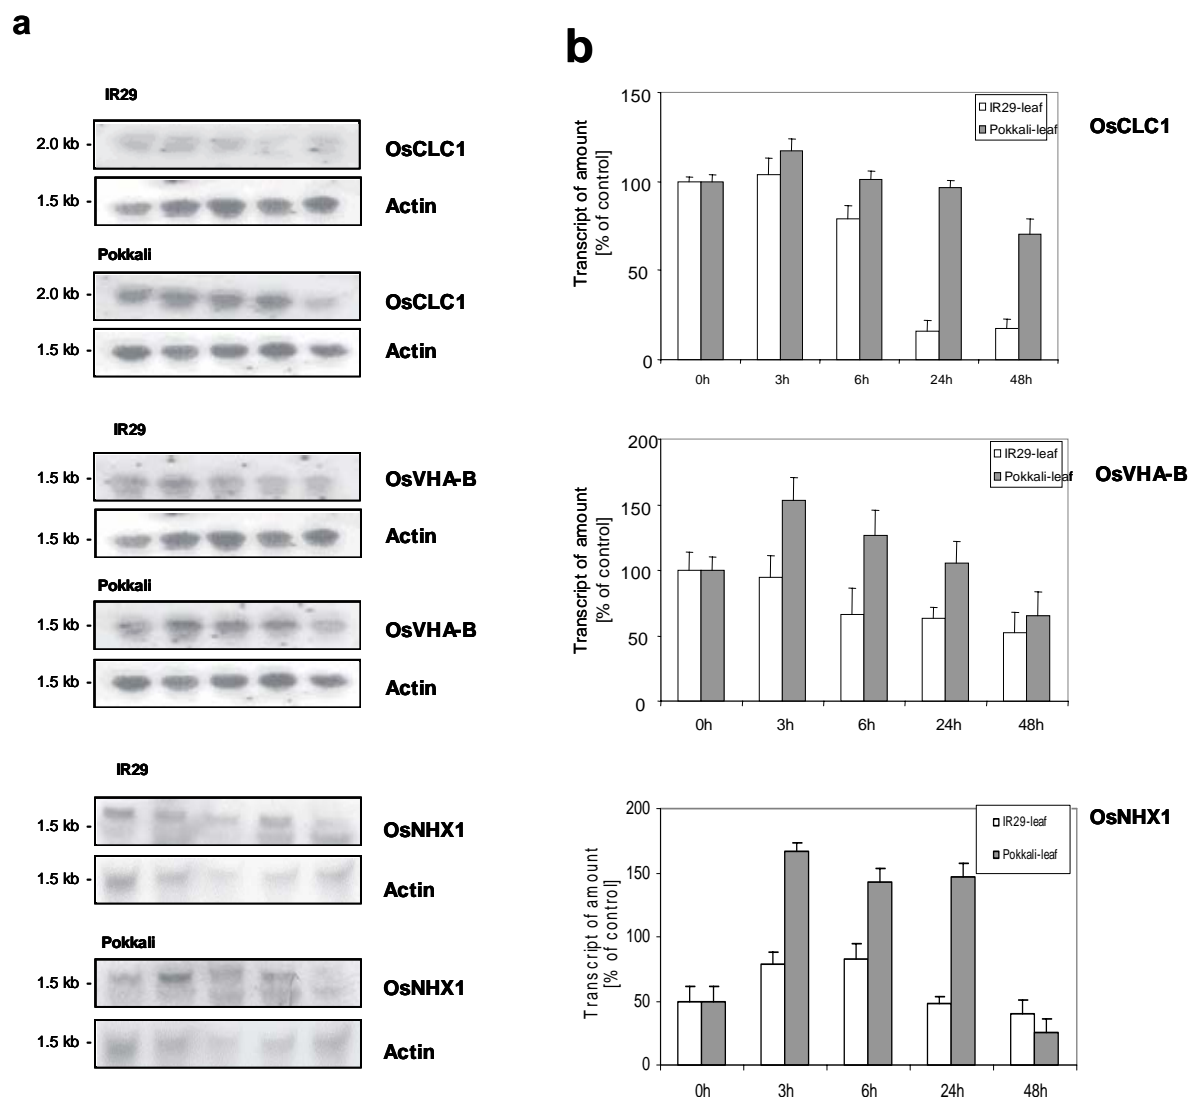 a
IR29
2.0 kb - OsCLC1
1.5 kb - Actin
Pokkali
2.0 kb - OsCLC1
1.5 kb - Actin
IR29
1.5 kb - OsVHA-B
1.5 kb - Actin
Pokkali
1.5 kb - OsVHA-B
1.5 kb - Actin
IR29
1.5 kb - OsNHX1
1.5 kb - Actin
Pokkali
1.5 kb - OsNHX1
1.5 kb - Actin
b
OsCLC1
IR29-leaf
Pokkali-leaf
Transcript of amount
[% of control]
150
100
50
0
0h 3h 6h 24h 48h
OsVHA-B
IR29-leaf
Pokkali-leaf
Transcript of amount
[% of control]
200
150
100
50
0
0h 3h 6h 24h 48h
OsNHX1
IR29-leaf
Pokkali-leaf
Transcript of amount
[% of control]
200
150
100
50
0
0h 3h 6h 24h 48h